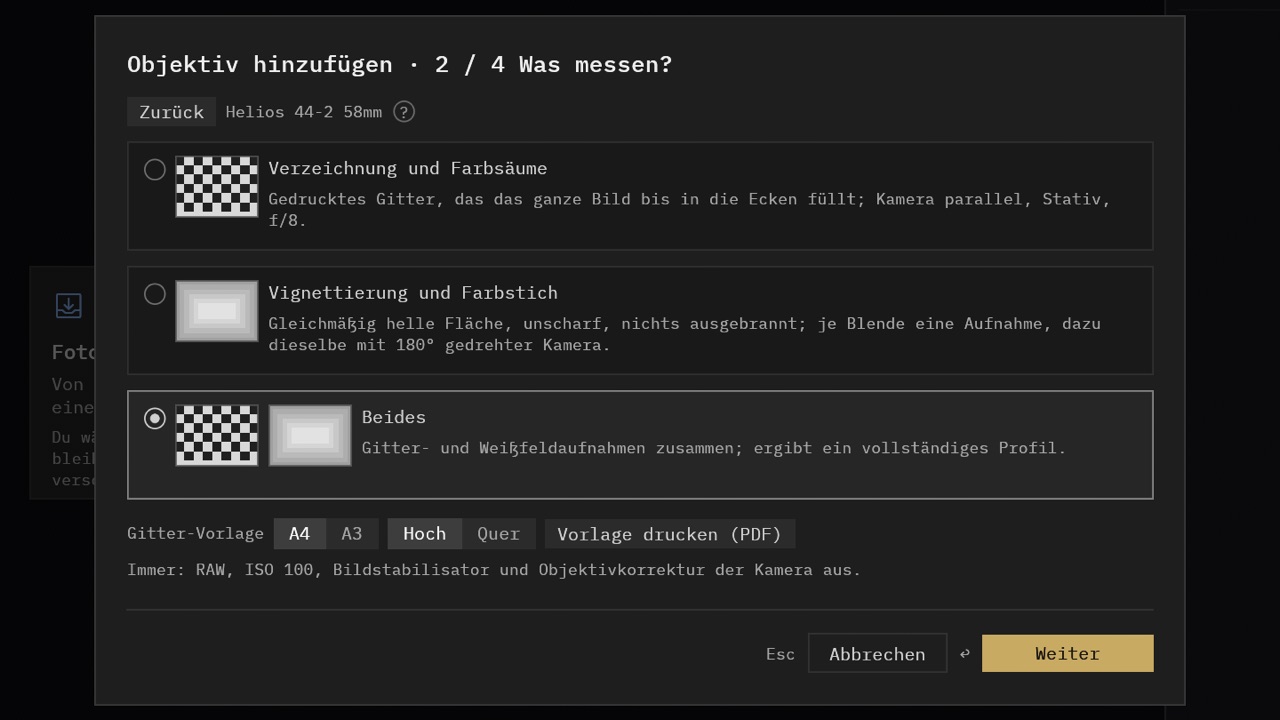 Objektiv hinzufügen · 2 / 4 Was messen?
Zurück Helios 44-2 58mm ?
Verzeichnung und Farbsäume
Gedrucktes Gitter, das das ganze Bild bis in die Ecken füllt; Kamera parallel, Stativ,
f/8.
Vignettierung und Farbstich
Gleichmäßig helle Fläche, unscharf, nichts ausgebrannt; je Blende eine Aufnahme, dazu
dieselbe mit 180° gedrehter Kamera.
Beides
Gitter- und Weißfeldaufnahmen zusammen; ergibt ein vollständiges Profil.
Foto
Von
eine
Du wä
bleib
verso
Gitter-Vorlage A4 A3 Hoch Quer Vorlage drucken (PDF)
Immer: RAW, ISO 100, Bildstabilisator und Objektivkorrektur der Kamera aus.
Esc Abbrechen ↩ Weiter